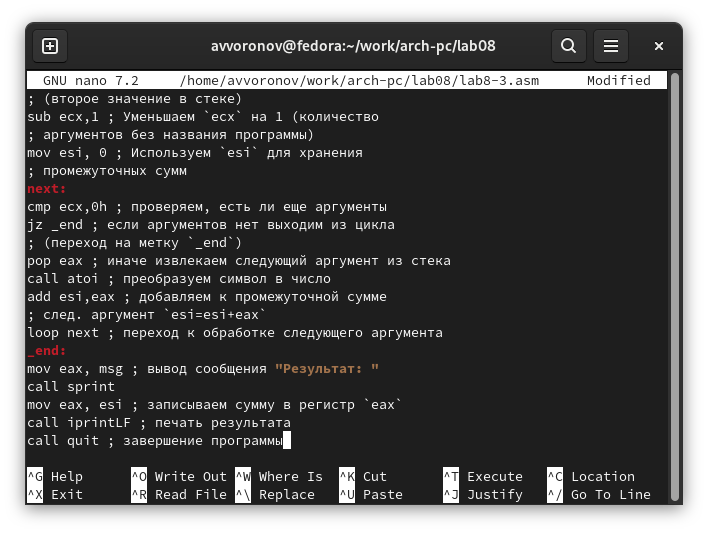 avvoronov@fedora:~/work/arch-pc/lab08
GNU nano 7.2 /home/avvoronov/work/arch-pc/lab08/lab8-3.asm Modified
; (второе значение в стеке)
sub ecx,1 ; Уменьшаем `ecx` на 1 (количество
; аргументов без названия программы)
mov esi, 0 ; Используем `esi` для хранения
; промежуточных сумм
next:
cmp ecx,0h ; проверяем, есть ли еще аргументы
jz _end ; если аргументов нет выходим из цикла
; (переход на метку `_end`)
pop eax ; иначе извлекаем следующий аргумент из стека
call atoi ; преобразуем символ в число
add esi,eax ; добавляем к промежуточной сумме
; след. аргумент `esi=esi+eax`
loop next ; переход к обработке следующего аргумента
_end:
mov eax, msg ; вывод сообщения "Результат: "
call sprint
mov eax, esi ; записываем сумму в регистр `eax`
call iprintLF ; печать результата
call quit ; завершение программы
^G Help ^O Write Out ^W Where Is ^K Cut ^T Execute ^C Location
^X Exit ^R Read File ^\ Replace ^U Paste ^J Justify ^/ Go To Line